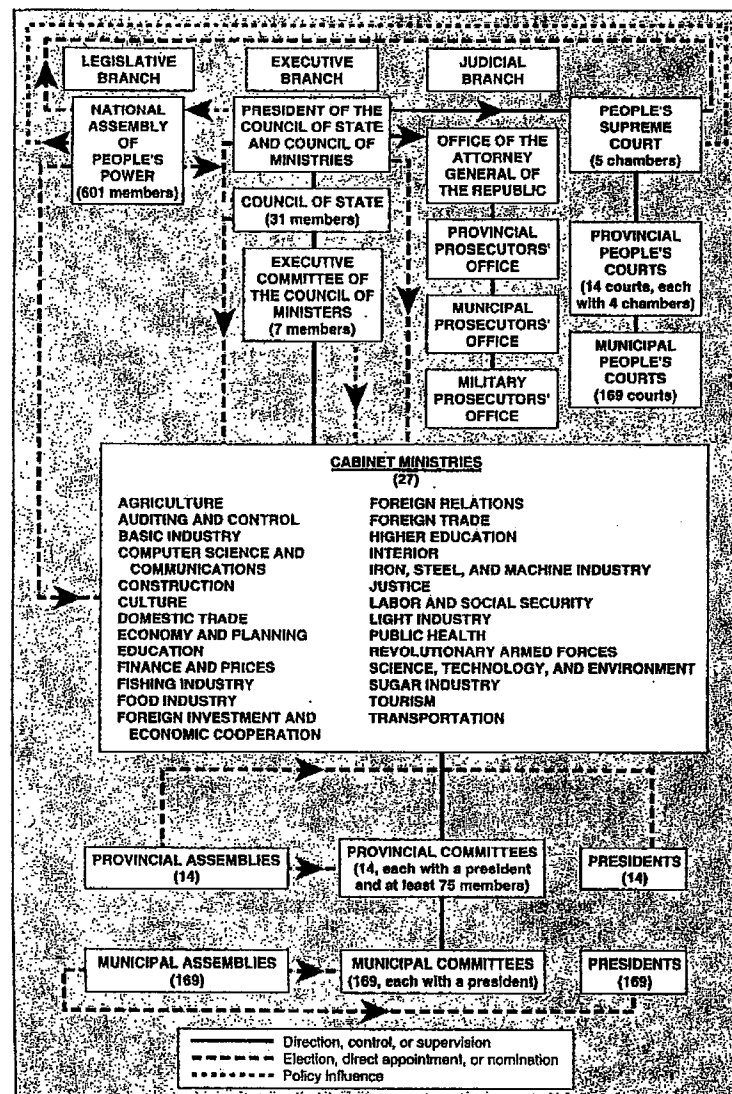 LEGISLATIVE
BRANCH
EXECUTIVE
BRANCH
JUDICIAL
BRANCH
NATIONAL
ASSEMBLY
OF
PEOPLE'S
POWER
(601 members)
PRESIDENT OF THE
COUNCIL OF STATE
AND COUNCIL OF
MINISTRIES
COUNCIL OF STATE
(31 members)
EXECUTIVE
COMMITTEE OF
THE COUNCIL OF
MINISTERS
(7 members)
OFFICE OF THE
ATTORNEY
GENERAL OF
THE REPUBLIC
PROVINCIAL
PROSECUTORS'
OFFICE
MUNICIPAL
PROSECUTORS'
OFFICE
MILITARY
PROSECUTORS'
OFFICE
PEOPLE'S
SUPREME
COURT
(5 chambers)
PROVINCIAL
PEOPLE'S
COURTS
(14 courts, each
with 4 chambers)
MUNICIPAL
PEOPLE'S
COURTS
(169 courts)
CABINET MINISTRIES
(27)
AGRICULTURE
AUDITING AND CONTROL
BASIC INDUSTRY
COMPUTER SCIENCE AND
COMMUNICATIONS
CONSTRUCTION
CULTURE
DOMESTIC TRADE
ECONOMY AND PLANNING
EDUCATION
FINANCE AND PRICES
FISHING INDUSTRY
FOOD INDUSTRY
FOREIGN INVESTMENT AND
ECONOMIC COOPERATION
FOREIGN RELATIONS
FOREIGN TRADE
HIGHER EDUCATION
INTERIOR
IRON, STEEL, AND MACHINE INDUSTRY
JUSTICE
LABOR AND SOCIAL SECURITY
LIGHT INDUSTRY
PUBLIC HEALTH
REVOLUTIONARY ARMED FORCES
SCIENCE, TECHNOLOGY, AND ENVIRONMENT
SUGAR INDUSTRY
TOURISM
TRANSPORTATION
PROVINCIAL ASSEMBLIES
(14)
PROVINCIAL COMMITTEES
(14, each with a president
and at least 75 members)
PRESIDENTS
(14)
MUNICIPAL ASSEMBLIES
(169)
MUNICIPAL COMMITTEES
(169, each with a president)
PRESIDENTS
(169)
Direction, control, or supervision
Election, direct appointment, or nomination
Policy influence